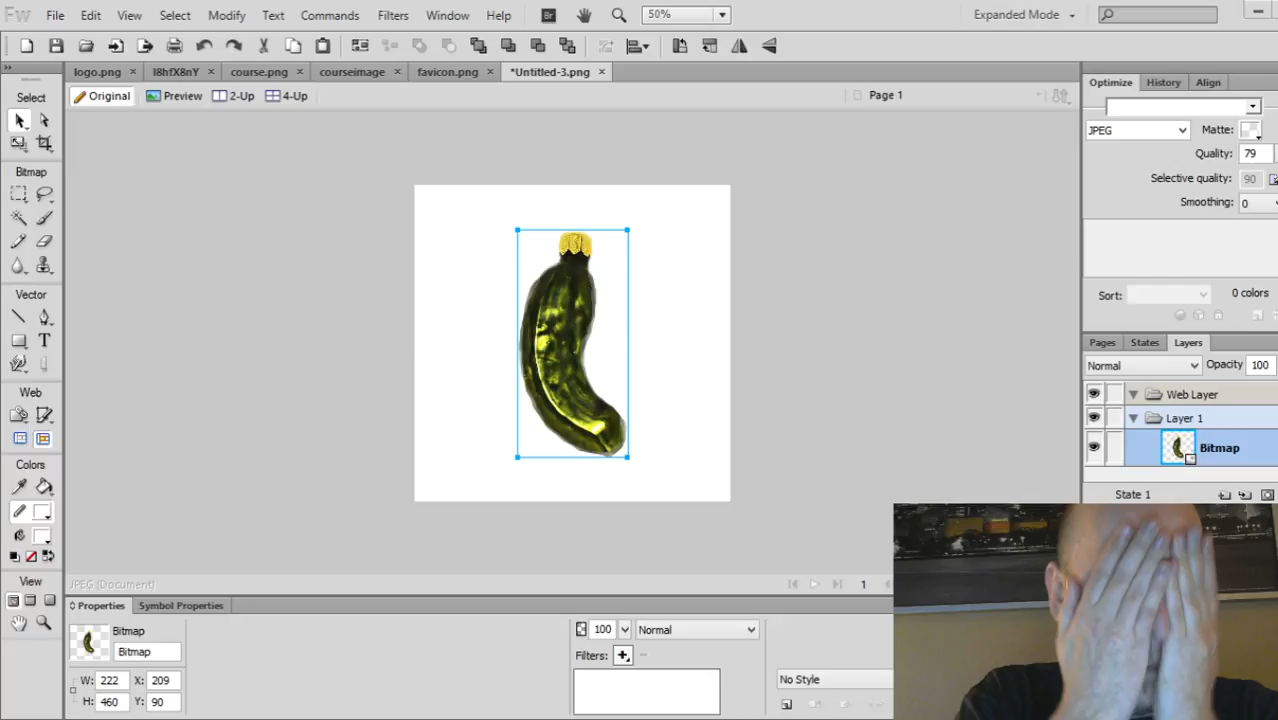 Fw File Edit View Select Modify Text Commands Filters Window Help Br 50% Expanded Mode
logo.png course.png courseimage favicon.png *Untitled-3.png
Original Preview 2-Up 4-Up Page 1
Optimize History Align
JPEG Matte:
Quality: 79
Selective quality: 90
Smoothing: 0
Sort: 0 colors
Pages States Layers
Normal Opacity 100
Web Layer
Layer 1
Bitmap
State 1
Select
Bitmap
Vector
Web
Colors
View
JPEG (Document) 1
Properties Symbol Properties
Bitmap
Bitmap
W: 222 X: 209
H: 460 Y: 90
100 Normal
Filters:
No Style